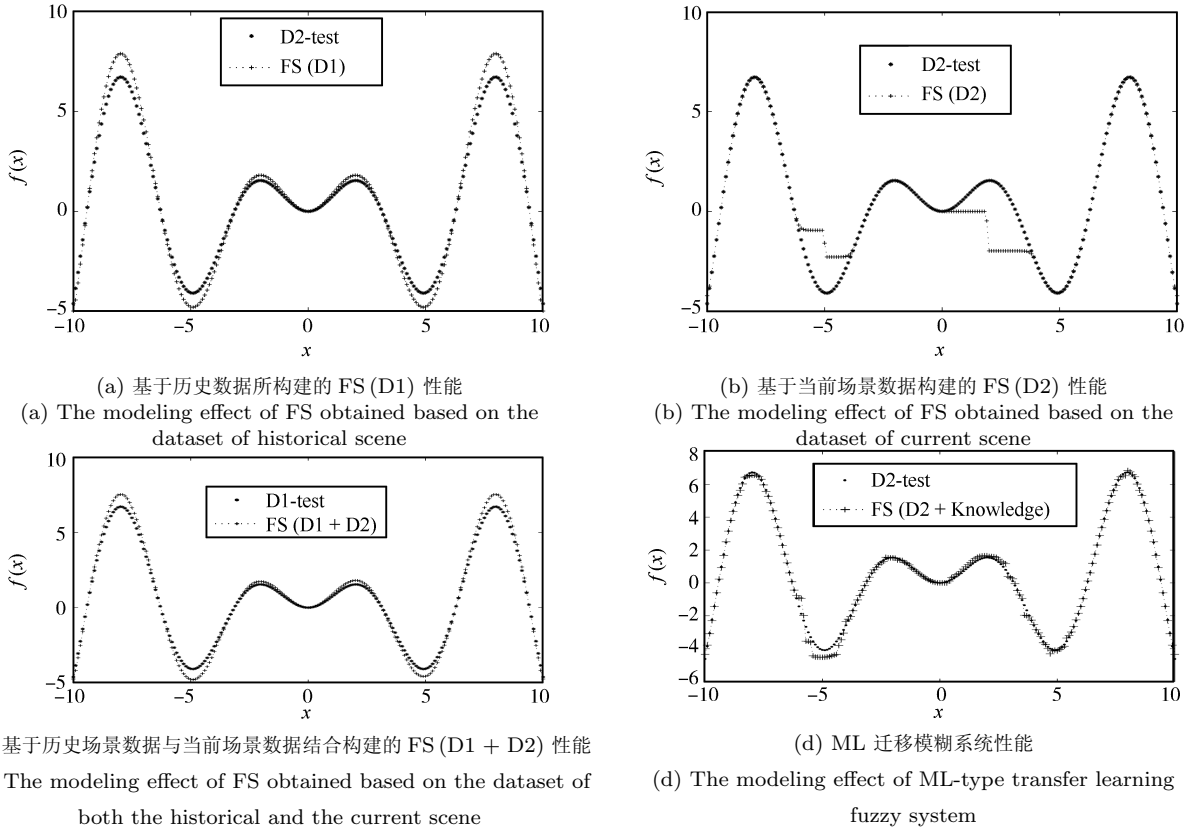 10
D2-test
FS (D1)
5
f(x)
0
−5
−10
−5
0
5
10
x
(a) 基于历史数据所构建的 FS (D1) 性能
(a) The modeling effect of FS obtained based on the
dataset of historical scene
10
D2-test
FS (D2)
5
f(x)
0
−5
−10
−5
0
5
10
x
(b) 基于当前场景数据构建的 FS (D2) 性能
(b) The modeling effect of FS obtained based on the
dataset of current scene
10
D1-test
FS (D1 + D2)
5
f(x)
0
−5
−10
−5
0
5
10
x
基于历史场景数据与当前场景数据结合构建的 FS (D1 + D2) 性能
The modeling effect of FS obtained based on the dataset of
both the historical and the current scene
8
D2-test
6
FS (D2 + Knowledge)
4
2
f(x)
0
−2
−4
−6
−10
−5
0
5
10
x
(d) ML 迁移模糊系统性能
(d) The modeling effect of ML-type transfer learning
fuzzy system